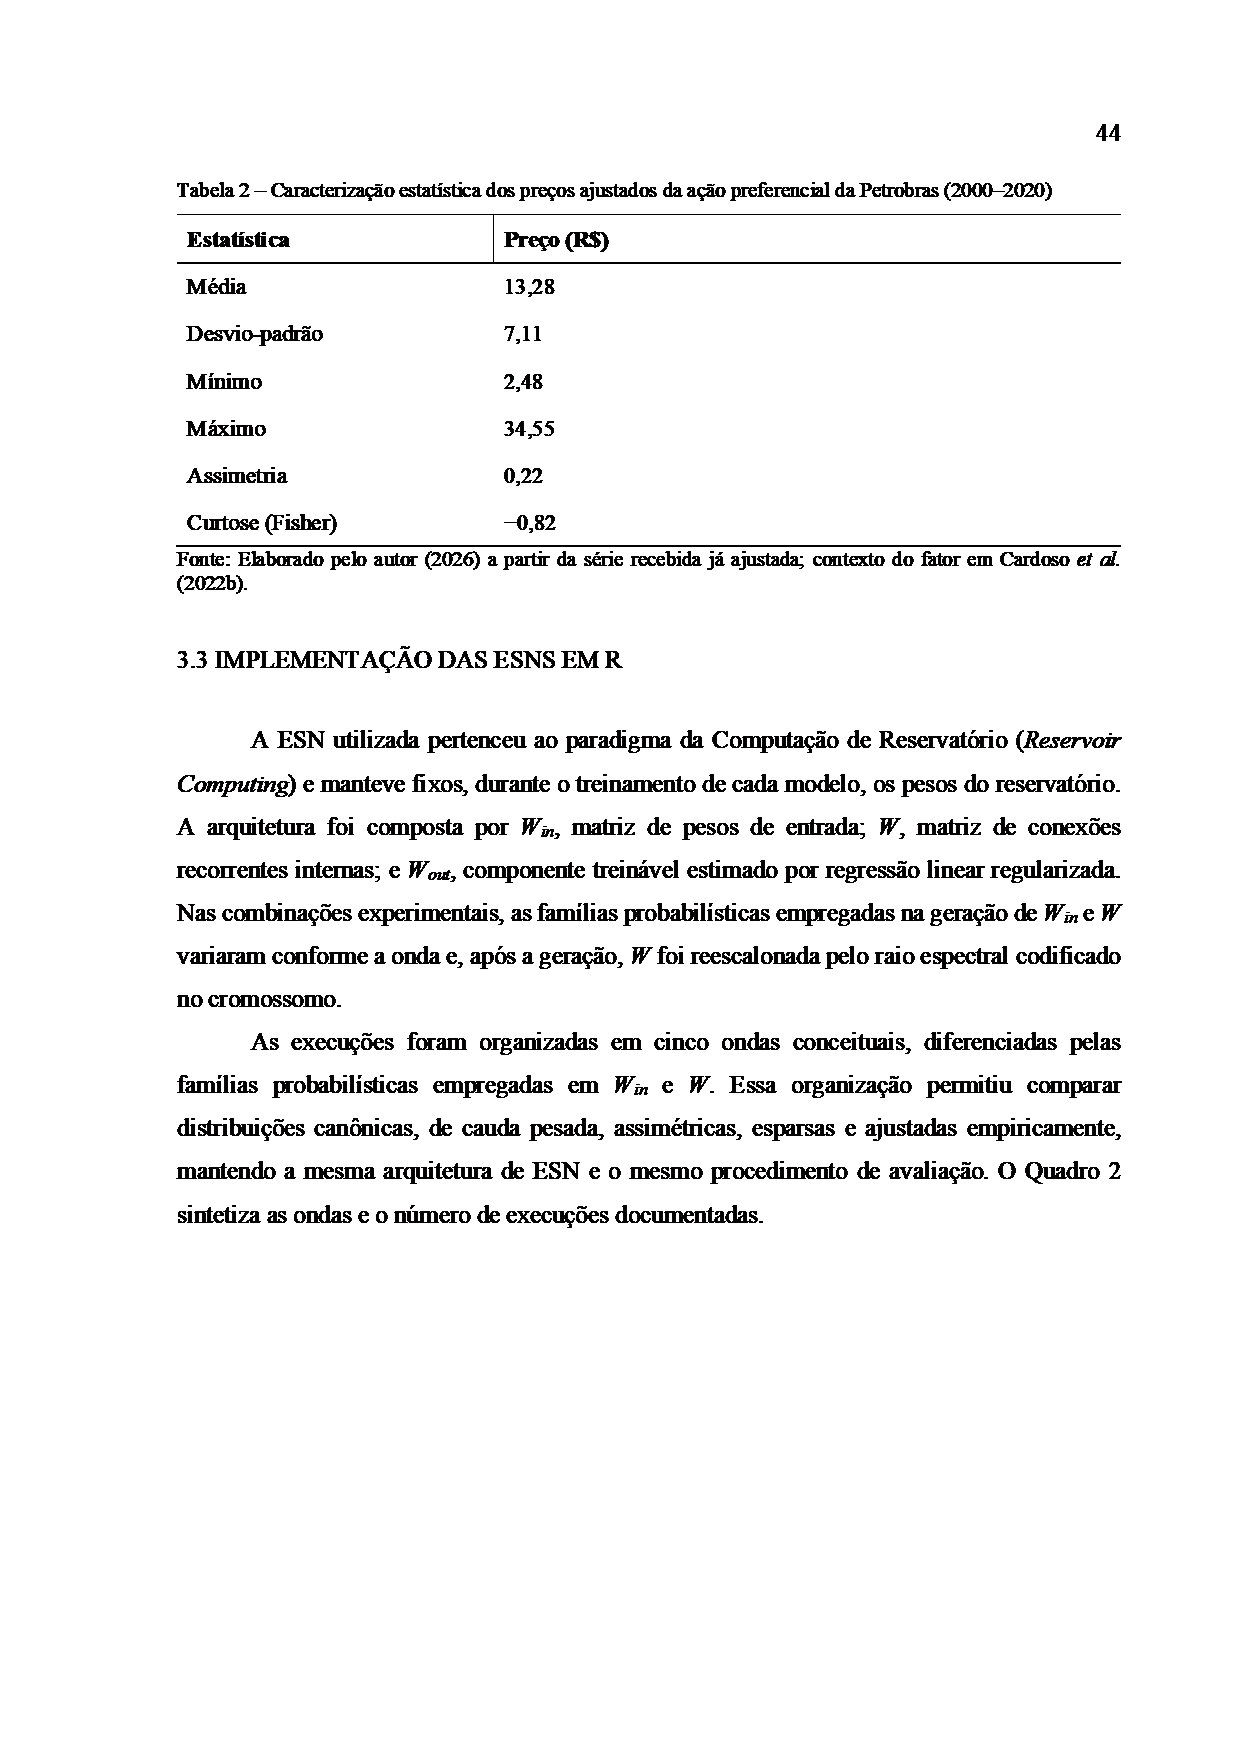 44
Tabela 2 – Caracterização estatística dos preços ajustados da ação preferencial da Petrobras (2000–2020)
Estatística Preço (R$)
Média 13,28
Desvio-padrão 7,11
Mínimo 2,48
Máximo 34,55
Assimetria 0,22
Curtose (Fisher) −0,82
Fonte: Elaborado pelo autor (2026) a partir da série recebida já ajustada; contexto do fator em Cardoso et al.
(2022b).
3.3 IMPLEMENTAÇÃO DAS ESNS EM R
A ESN utilizada pertenceu ao paradigma da Computação de Reservatório (Reservoir
Computing) e manteve fixos, durante o treinamento de cada modelo, os pesos do reservatório.
A arquitetura foi composta por Win, matriz de pesos de entrada; W, matriz de conexões
recorrentes internas; e Wout, componente treinável estimado por regressão linear regularizada.
Nas combinações experimentais, as famílias probabilísticas empregadas na geração de Win e W
variaram conforme a onda e, após a geração, W foi reescalonada pelo raio espectral codificado
no cromossomo.
As execuções foram organizadas em cinco ondas conceituais, diferenciadas pelas
famílias probabilísticas empregadas em Win e W. Essa organização permitiu comparar
distribuições canônicas, de cauda pesada, assimétricas, esparsas e ajustadas empiricamente,
mantendo a mesma arquitetura de ESN e o mesmo procedimento de avaliação. O Quadro 2
sintetiza as ondas e o número de execuções documentadas.